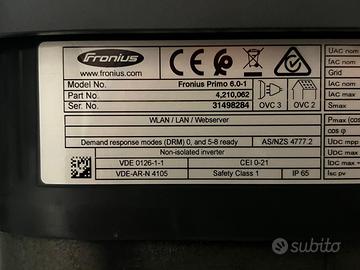 Fronius
www.fronius.com
CE
Model No. Fronius Primo 6.0-1
Part No. 4,210,062
Ser. No. 31498284
OVC 3 OVC 2
WLAN / LAN / Webserver
Demand response modes (DRM) 0, and 5-8 ready AS/NZS 4777.2
Non-isolated inverter
VDE 0126-1-1 CEI 0-21
VDE-AR-N 4105 Safety Class 1 IP 65
UAC nom
fAC nom
Grid
IAC nom
IAC max
Smax
Pmax (cos
cos φ
UDC mpp
UDC max
IDC max
Isc pv
subito